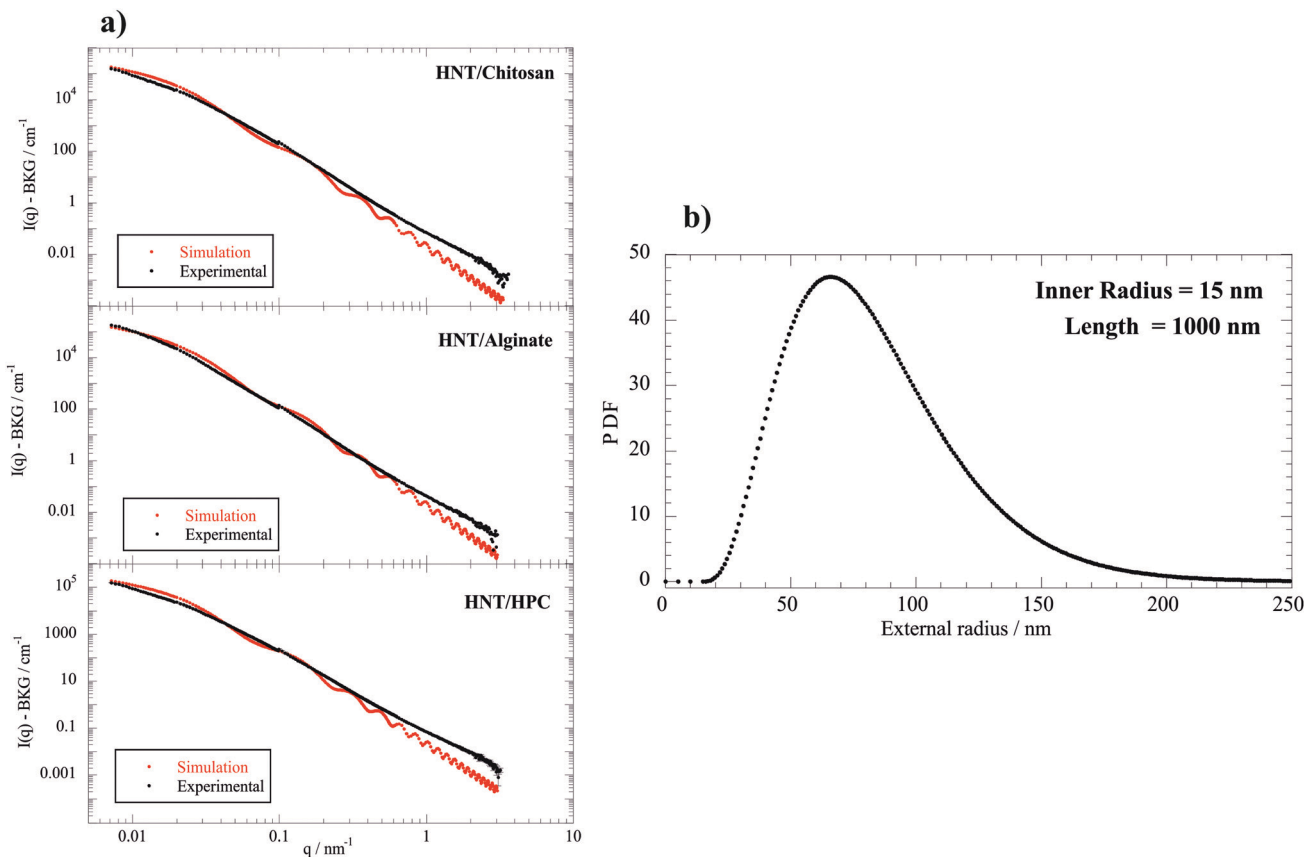 a)
HNT/Chitosan
10^4
100
1
0.01
I(q) - BKG / cm^-1
Simulation
Experimental
HNT/Alginate
10^4
100
1
0.01
I(q) - BKG / cm^-1
Simulation
Experimental
HNT/HPC
10^5
1000
10
0.1
0.001
I(q) - BKG / cm^-1
Simulation
Experimental
0.01 0.1 1 10
q / nm^-1
b)
Inner Radius = 15 nm
Length = 1000 nm
50
40
30
20
10
0
PDF
0 50 100 150 200 250
External radius / nm